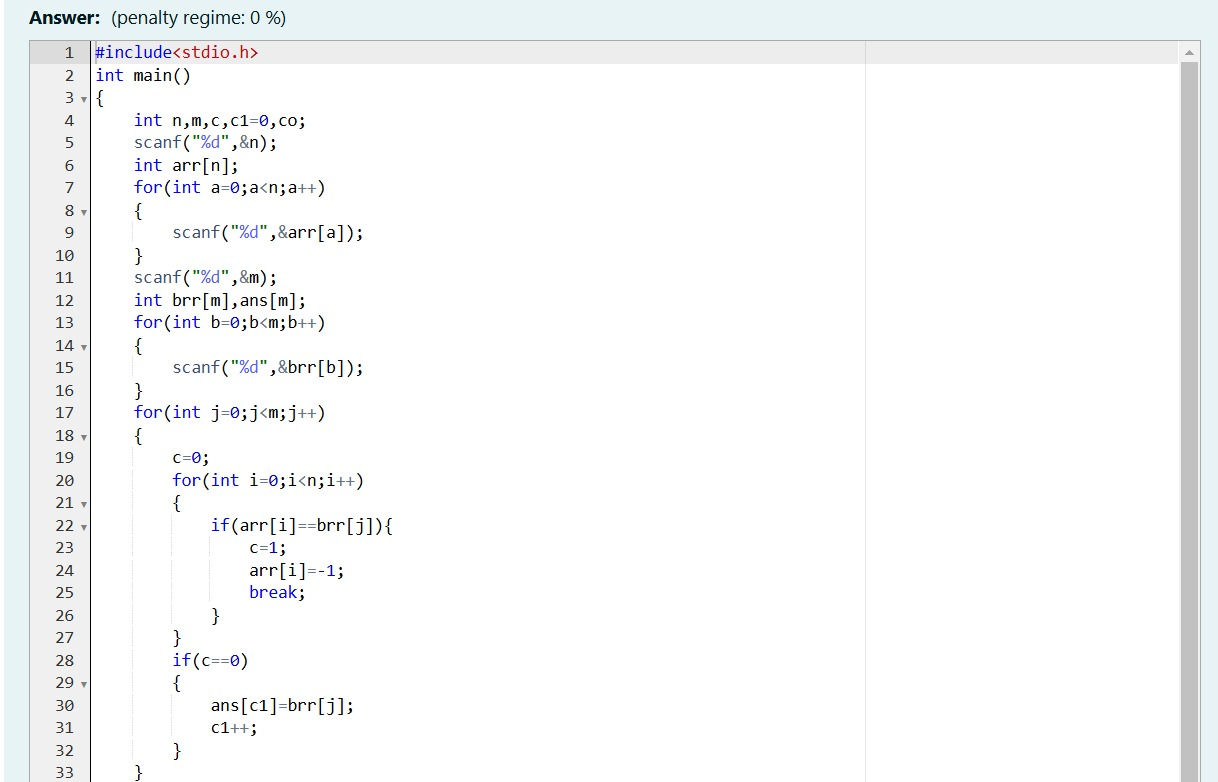 Answer: (penalty regime: 0 %)
1 #include<stdio.h>
2 int main()
3 {
4     int n,m,c,c1=0,co;
5     scanf("%d",&n);
6     int arr[n];
7     for(int a=0;a<n;a++)
8     {
9         scanf("%d",&arr[a]);
10     }
11     scanf("%d",&m);
12     int brr[m],ans[m];
13     for(int b=0;b<m;b++)
14     {
15         scanf("%d",&brr[b]);
16     }
17     for(int j=0;j<m;j++)
18     {
19         c=0;
20         for(int i=0;i<n;i++)
21         {
22             if(arr[i]==brr[j]){
23                 c=1;
24                 arr[i]=-1;
25                 break;
26             }
27         }
28         if(c==0)
29         {
30             ans[c1]=brr[j];
31             c1++;
32         }
33     }